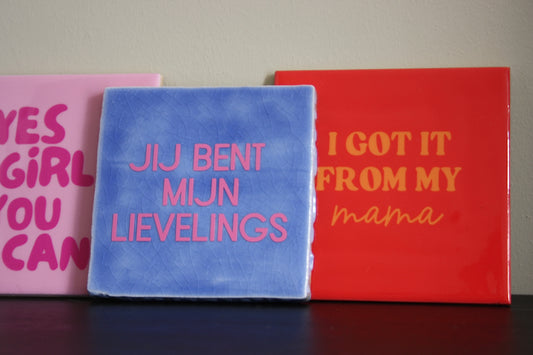 YES
GIRL
YOU
CAN
JIJ BENT
MIJN
LIEVELINGS
I GOT IT
FROM MY
mama